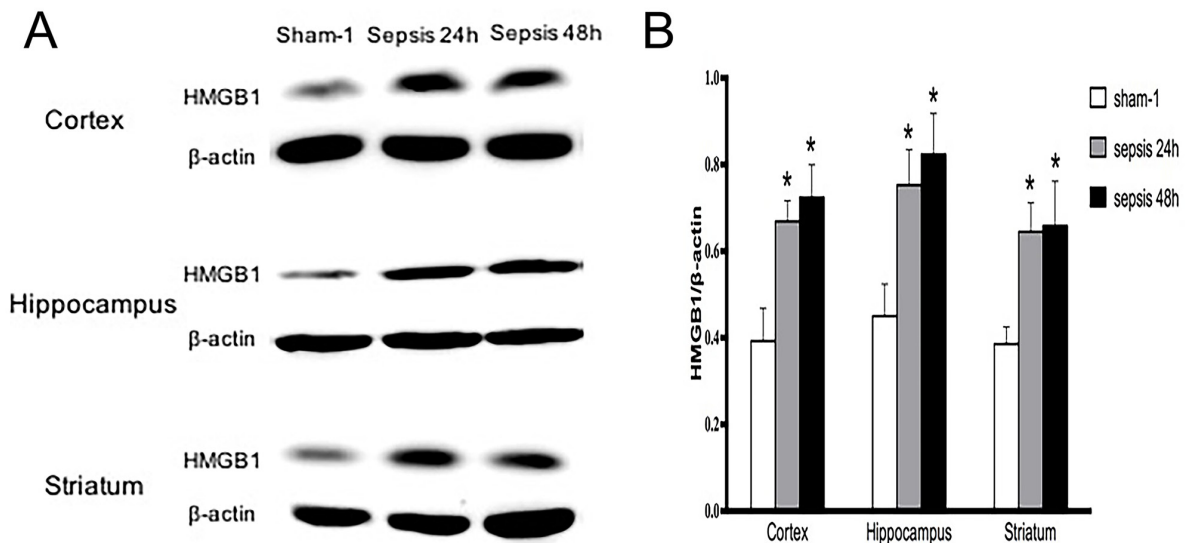 A
Sham-1 Sepsis 24h Sepsis 48h
HMGB1
Cortex
β-actin
HMGB1
Hippocampus
β-actin
HMGB1
Striatum
β-actin
B
HMGB1/β-actin
1.0
0.8
0.6
0.4
0.2
0.0
* * * * * *
Cortex Hippocampus Striatum
sham-1
sepsis 24h
sepsis 48h